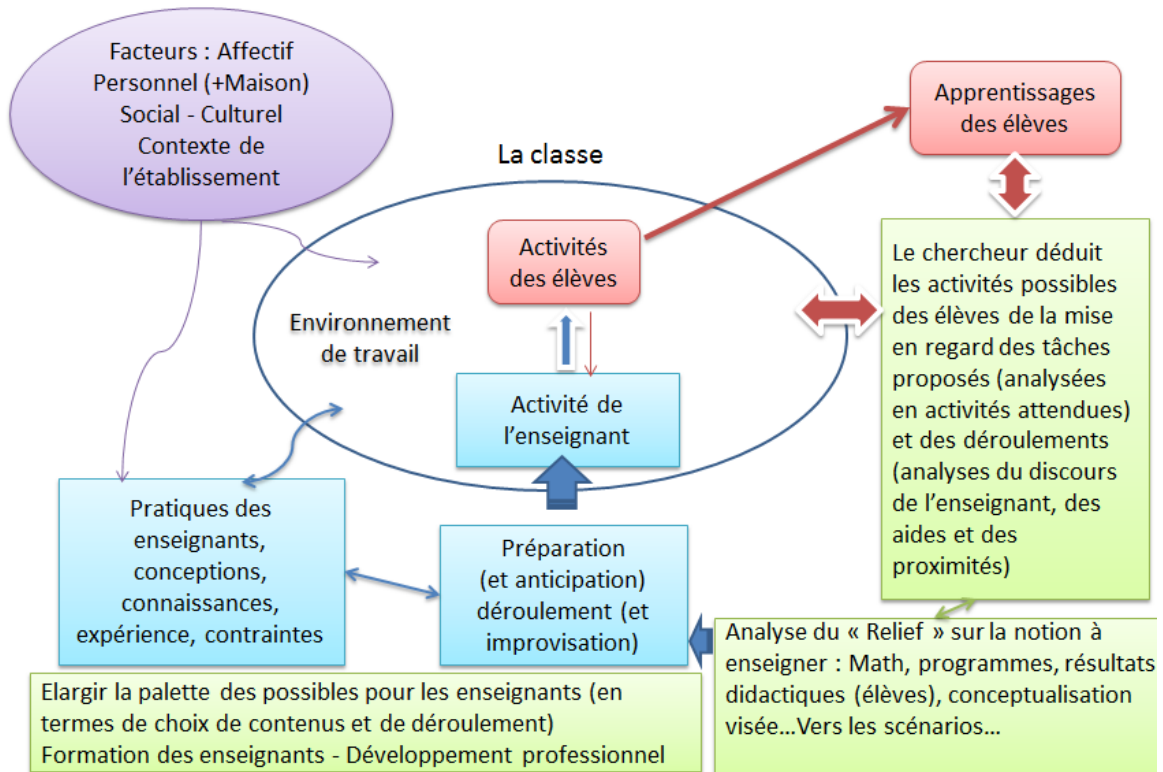 Facteurs : Affectif
Personnel (+Maison)
Social - Culturel
Contexte de
l'établissement
La classe
Apprentissages
des élèves
Activités
des élèves
Environnement
de travail
Activité de
l'enseignant
Le chercheur déduit
les activités possibles
des élèves de la mise
en regard des tâches
proposés (analysées
en activités attendues)
et des déroulements
(analyses du discours
de l'enseignant, des
aides et des
proximités)
Pratiques des
enseignants,
conceptions,
connaissances,
expérience, contraintes
Préparation
(et anticipation)
déroulement (et
improvisation)
Analyse du « Relief » sur la notion à
enseigner : Math, programmes, résultats
didactiques (élèves), conceptualisation
visée...Vers les scénarios...
Elargir la palette des possibles pour les enseignants (en
termes de choix de contenus et de déroulement)
Formation des enseignants - Développement professionnel